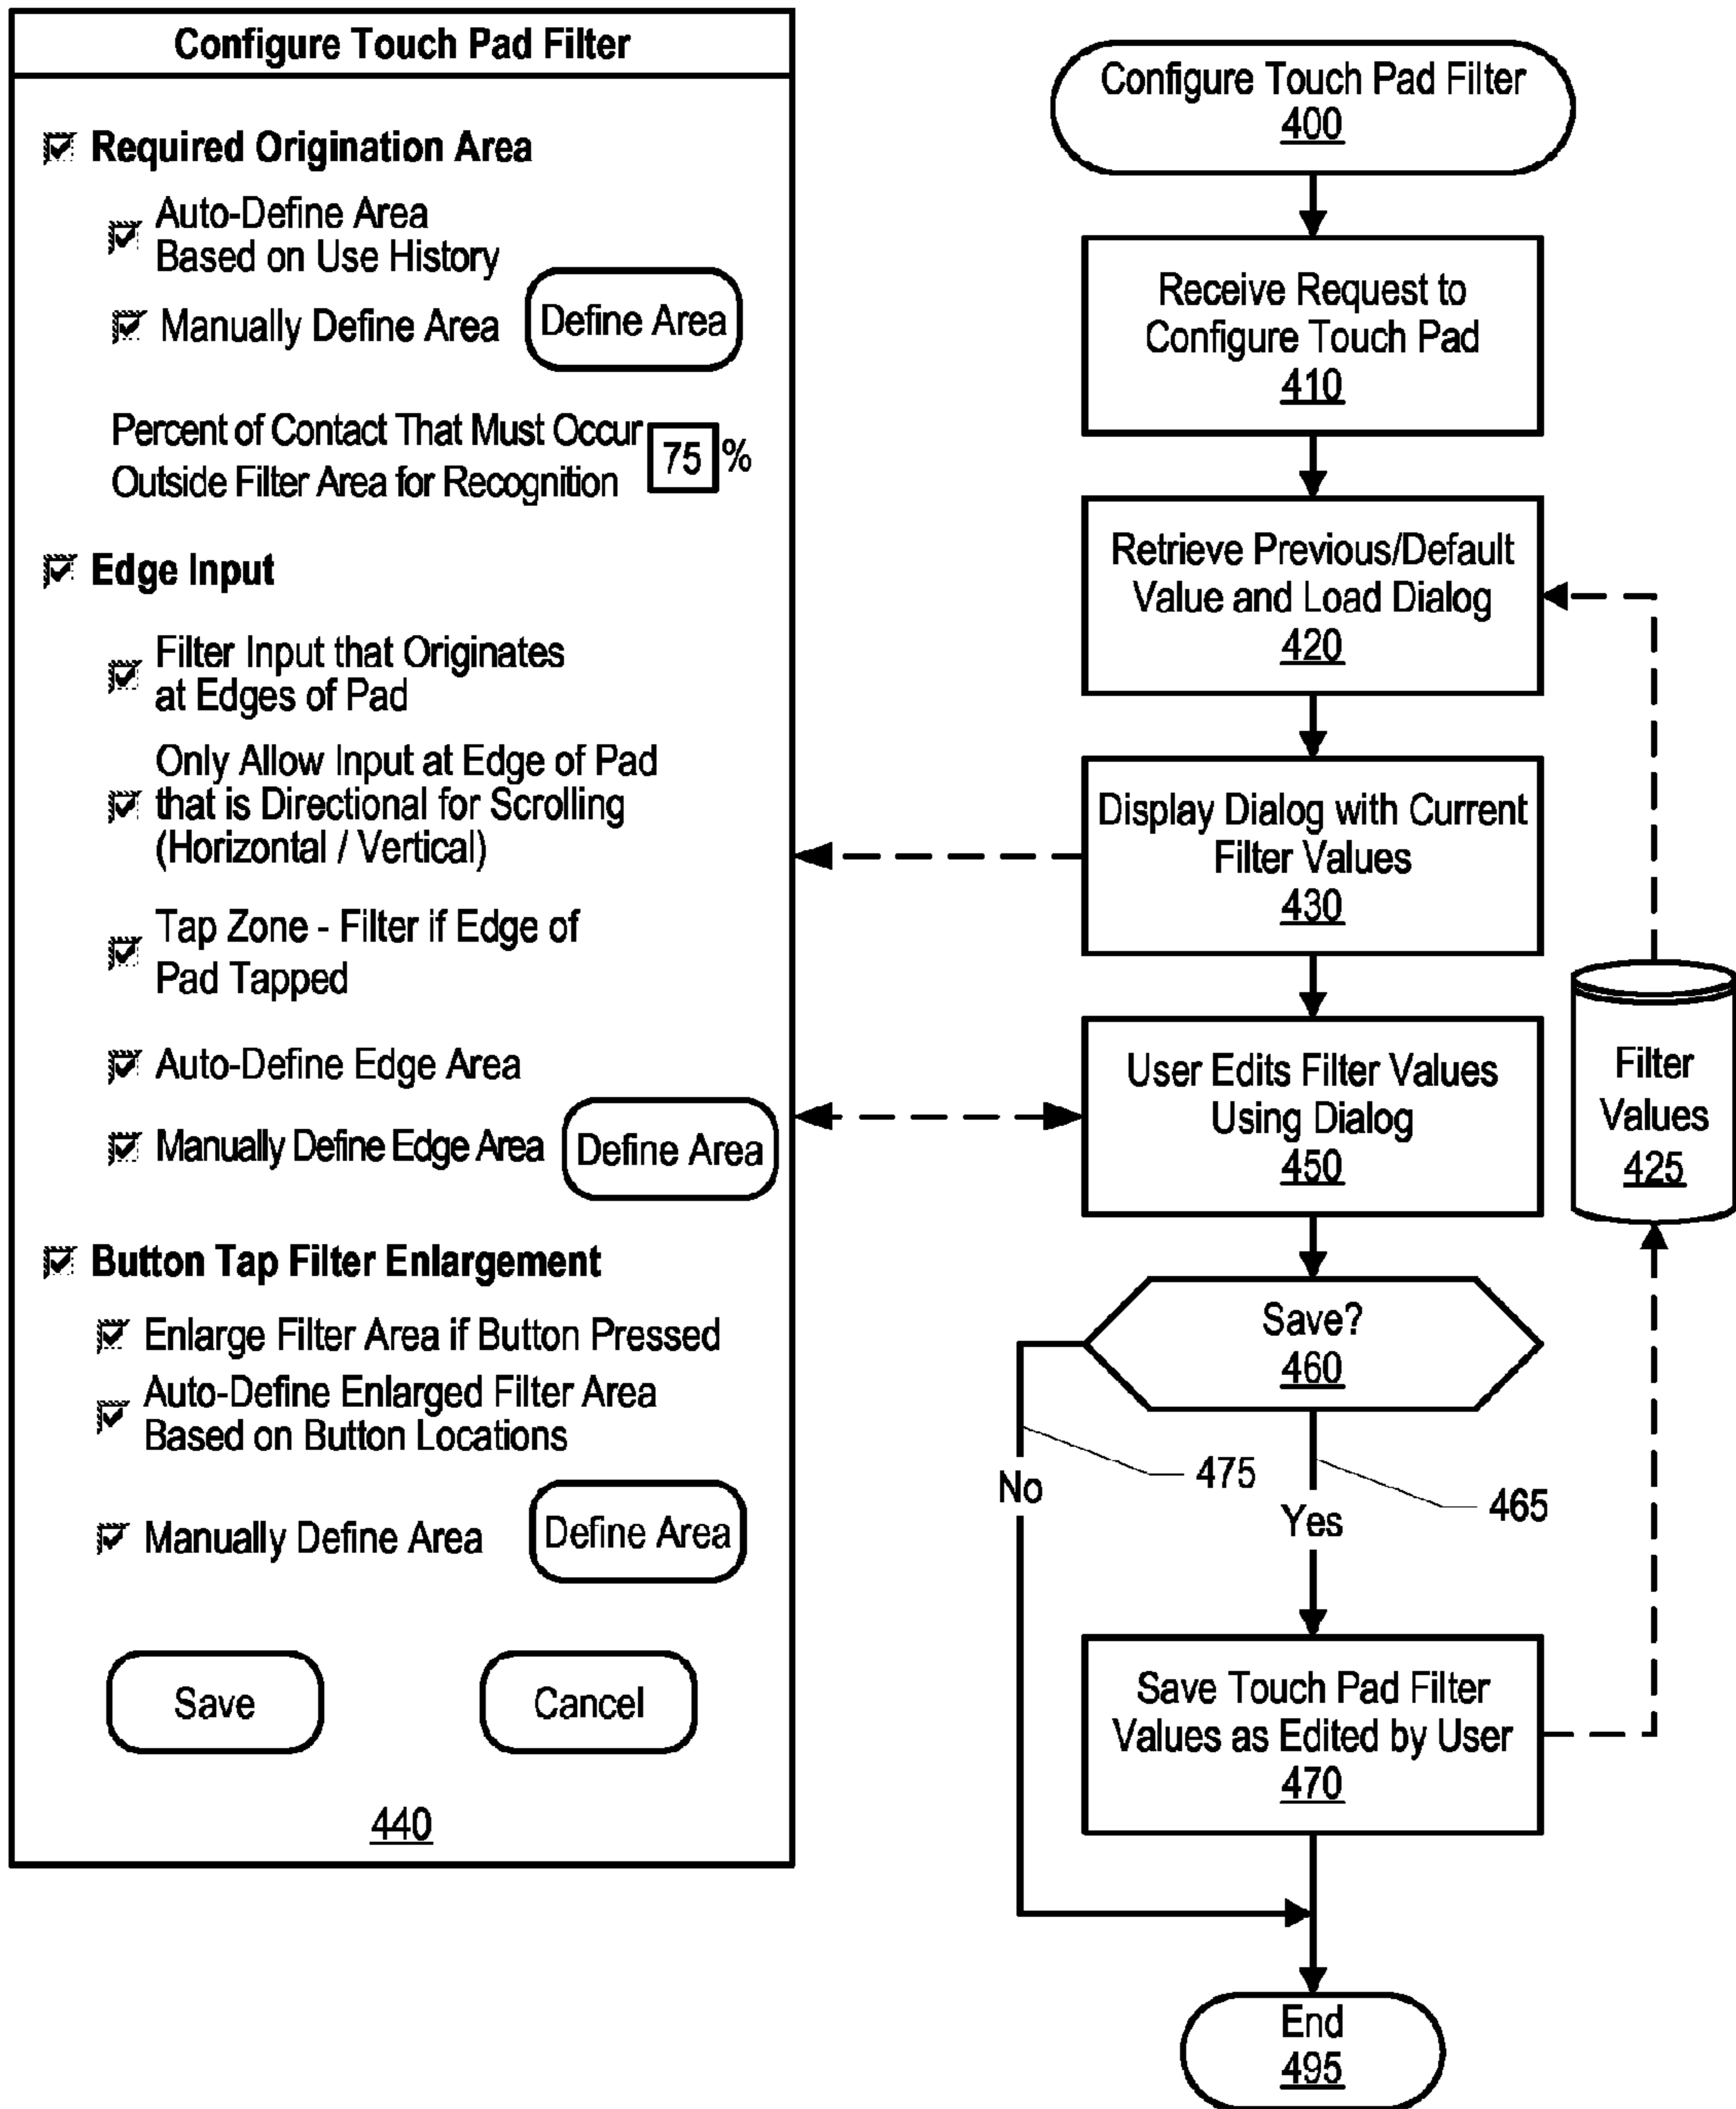 Configure Touch Pad Filter
Required Origination Area
Auto-Define Area
Based on Use History
Manually Define Area
Define Area
Percent of Contact That Must Occur
Outside Filter Area for Recognition
75 %
Edge Input
Filter Input that Originates
at Edges of Pad
Only Allow Input at Edge of Pad
that is Directional for Scrolling
(Horizontal / Vertical)
Tap Zone - Filter if Edge of
Pad Tapped
Auto-Define Edge Area
Manually Define Edge Area
Define Area
Button Tap Filter Enlargement
Enlarge Filter Area if Button Pressed
Auto-Define Enlarged Filter Area
Based on Button Locations
Manually Define Area
Define Area
Save
Cancel
440
Configure Touch Pad Filter
400
Receive Request to
Configure Touch Pad
410
Retrieve Previous/Default
Value and Load Dialog
420
Display Dialog with Current
Filter Values
430
User Edits Filter Values
Using Dialog
450
Filter
Values
425
Save?
460
No
475
Yes
465
Save Touch Pad Filter
Values as Edited by User
470
End
495